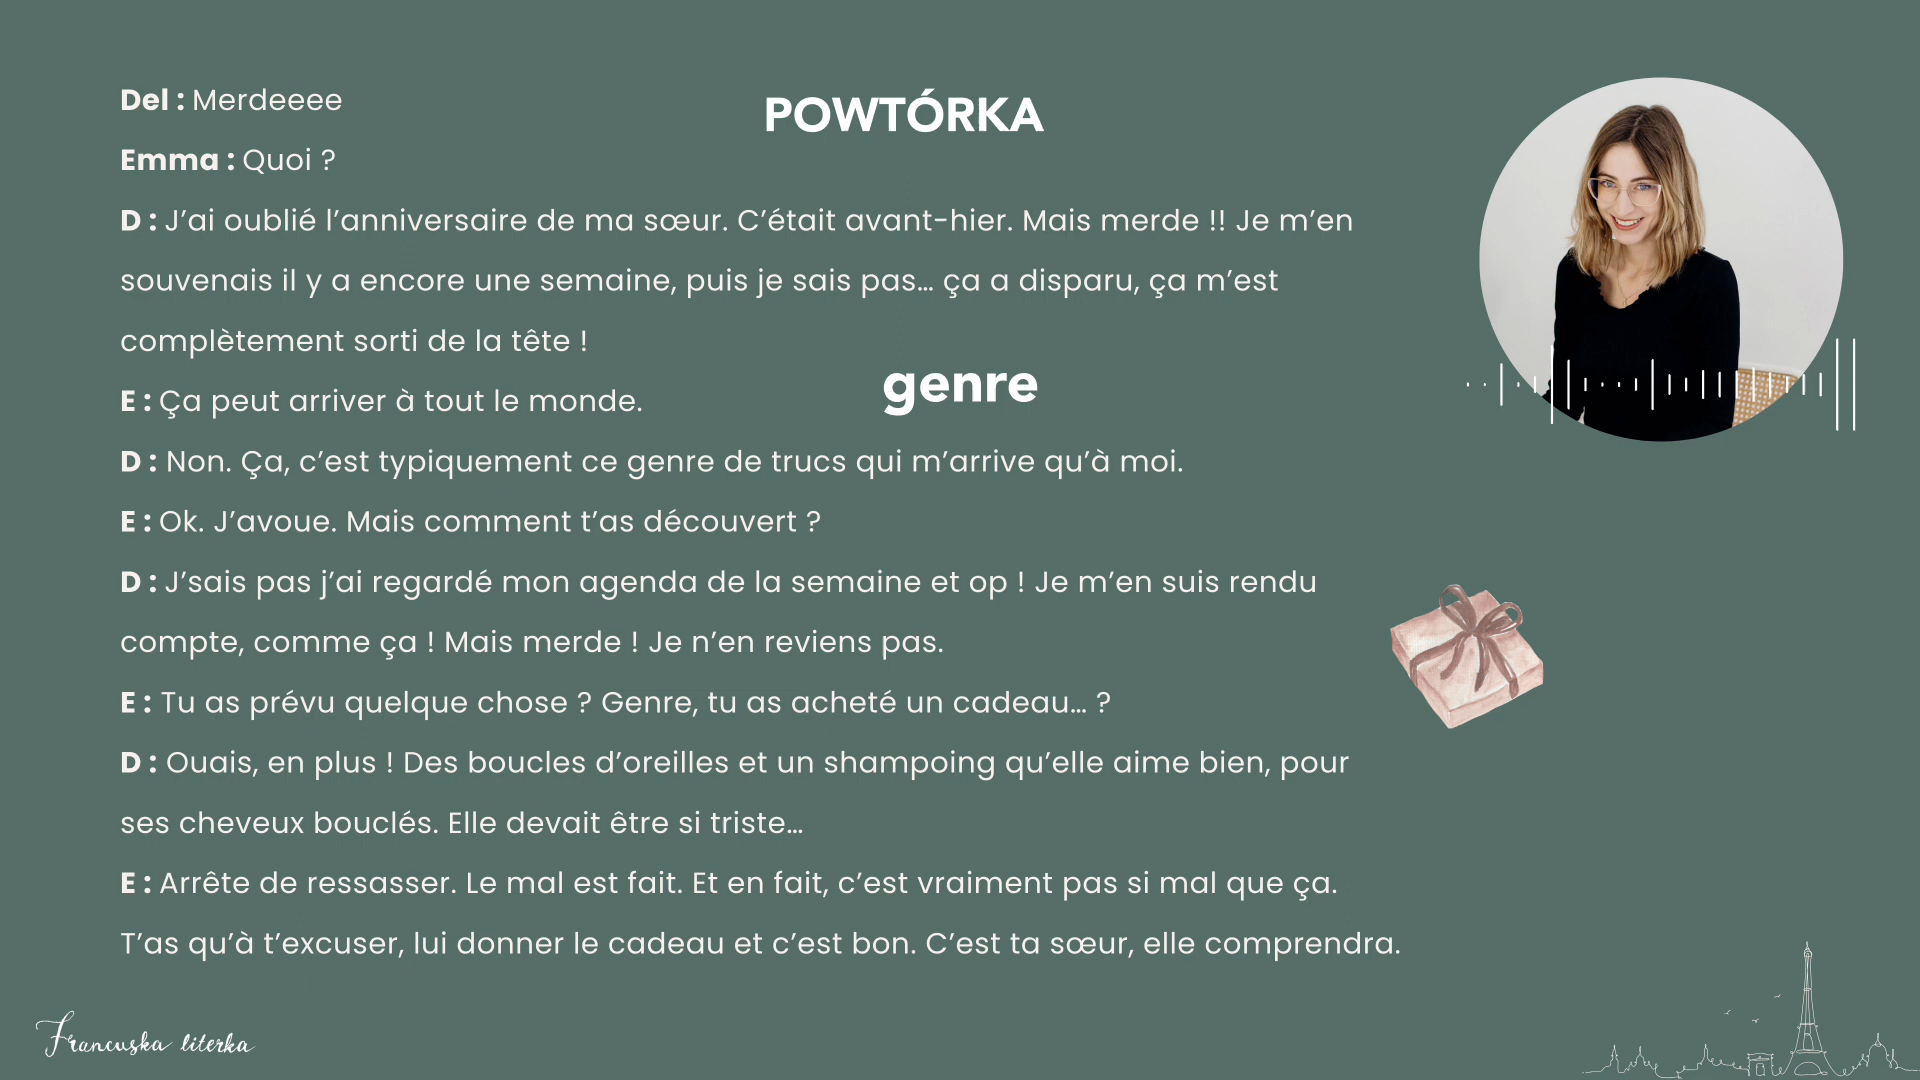 POWTÓRKA
Del : Merdeeee
Emma : Quoi ?
D : J’ai oublié l’anniversaire de ma sœur. C’était avant-hier. Mais merde !! Je m’en
souvenais il y a encore une semaine, puis je sais pas… ça a disparu, ça m’est
complètement sorti de la tête !
genre
E : Ça peut arriver à tout le monde.
D : Non. Ça, c’est typiquement ce genre de trucs qui m’arrive qu’à moi.
E : Ok. J’avoue. Mais comment t’as découvert ?
D : J’sais pas j’ai regardé mon agenda de la semaine et op ! Je m’en suis rendu
compte, comme ça ! Mais merde ! Je n’en reviens pas.
E : Tu as prévu quelque chose ? Genre, tu as acheté un cadeau… ?
D : Ouais, en plus ! Des boucles d’oreilles et un shampoing qu’elle aime bien, pour
ses cheveux bouclés. Elle devait être si triste…
E : Arrête de ressasser. Le mal est fait. Et en fait, c’est vraiment pas si mal que ça.
T’as qu’à t’excuser, lui donner le cadeau et c’est bon. C’est ta sœur, elle comprendra.
Francuska literka